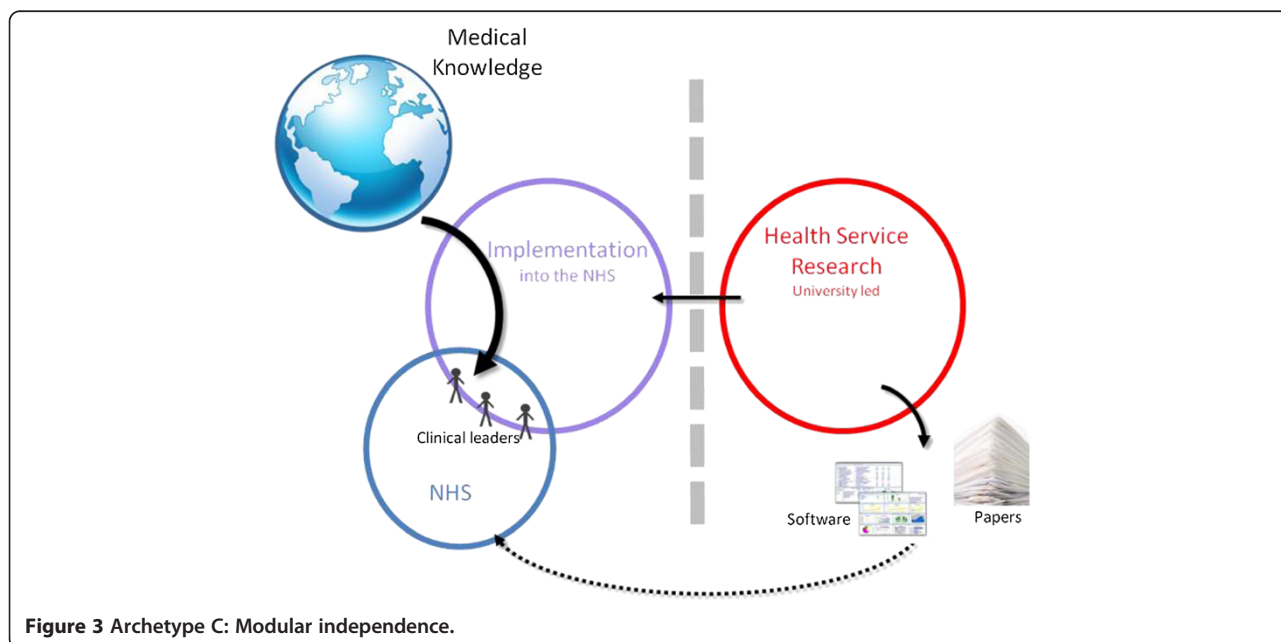 Medical
Knowledge
Implementation
into the NHS
Health Service
Research
University led
Clinical leaders
NHS
Software
Papers
Figure 3 Archetype C: Modular independence.